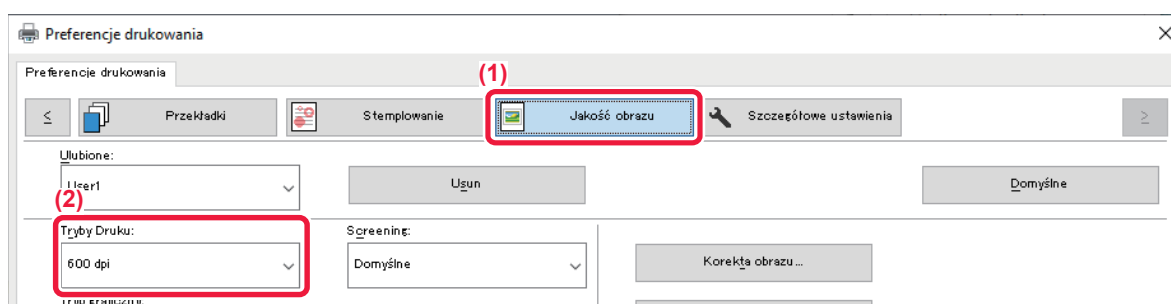 Preferencje drukowania
Preferencje drukowania
(1)
< Przekładki Stemplowanie Jakość obrazu Szczegółowe ustawienia >
Ulubione:
User1 Usun Domyślne
(2)
Tryby Druku: Screening:
600 dpi Domyślne Korekta obrazu...